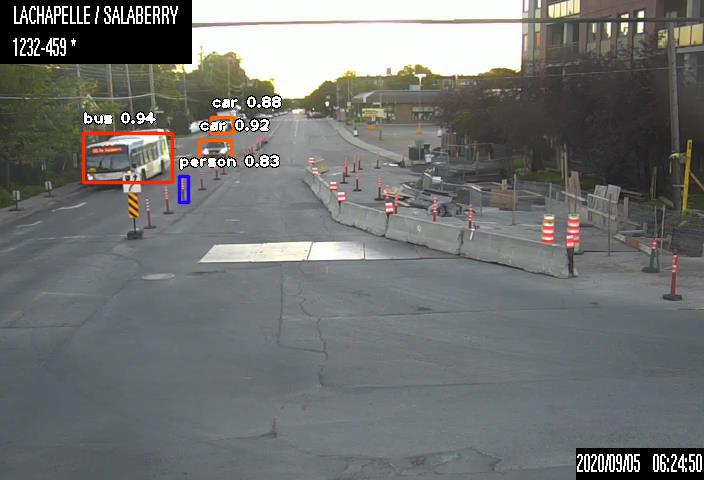 LACHAPELLE / SALABERRY
1232-459 *
car 0.88
bus 0.94
car 0.92
person 0.83
2020/09/05 06:24:50